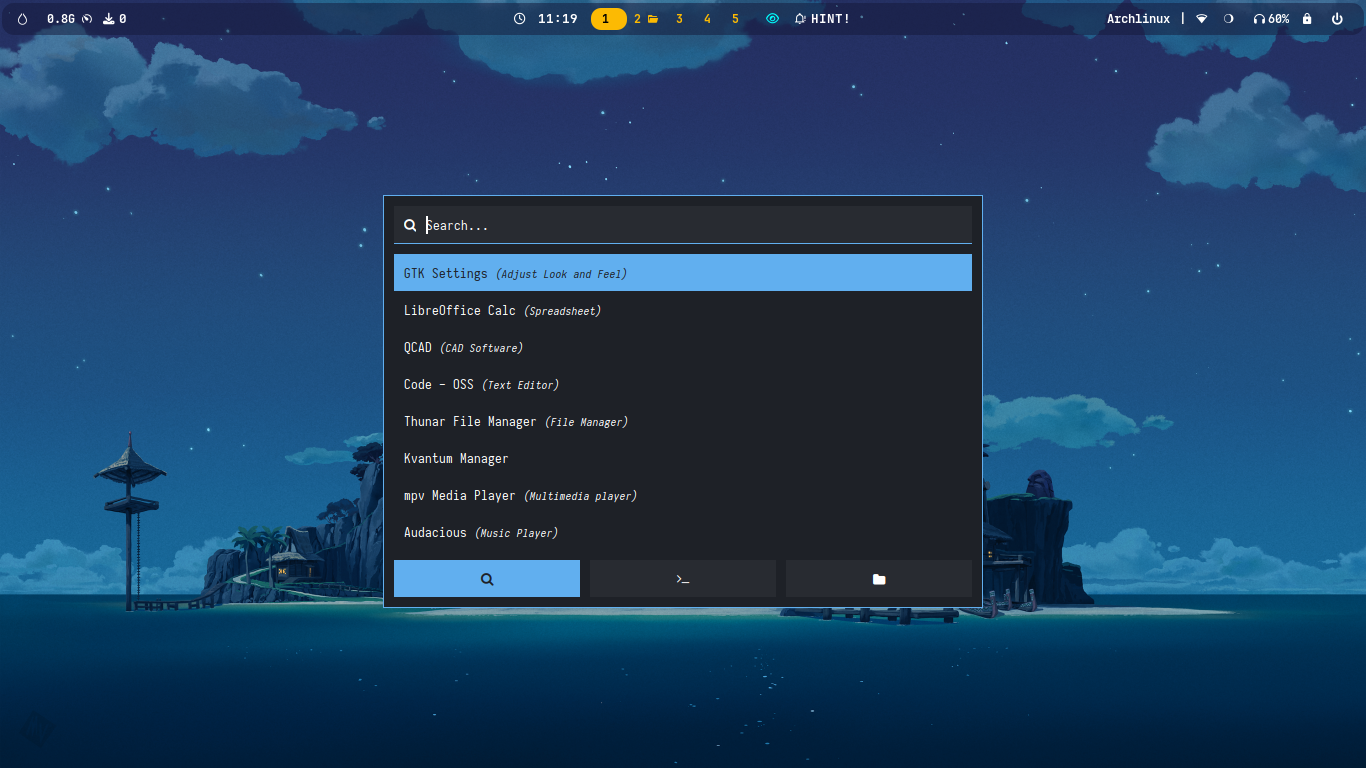 0.8G 0 11:19 1 2 3 4 5 HINT! Archlinux | 60%
Search...
GTK Settings (Adjust Look and Feel)
LibreOffice Calc (Spreadsheet)
QCAD (CAD Software)
Code - OSS (Text Editor)
Thunar File Manager (File Manager)
Kvantum Manager
mpv Media Player (Multimedia player)
Audacious (Music Player)